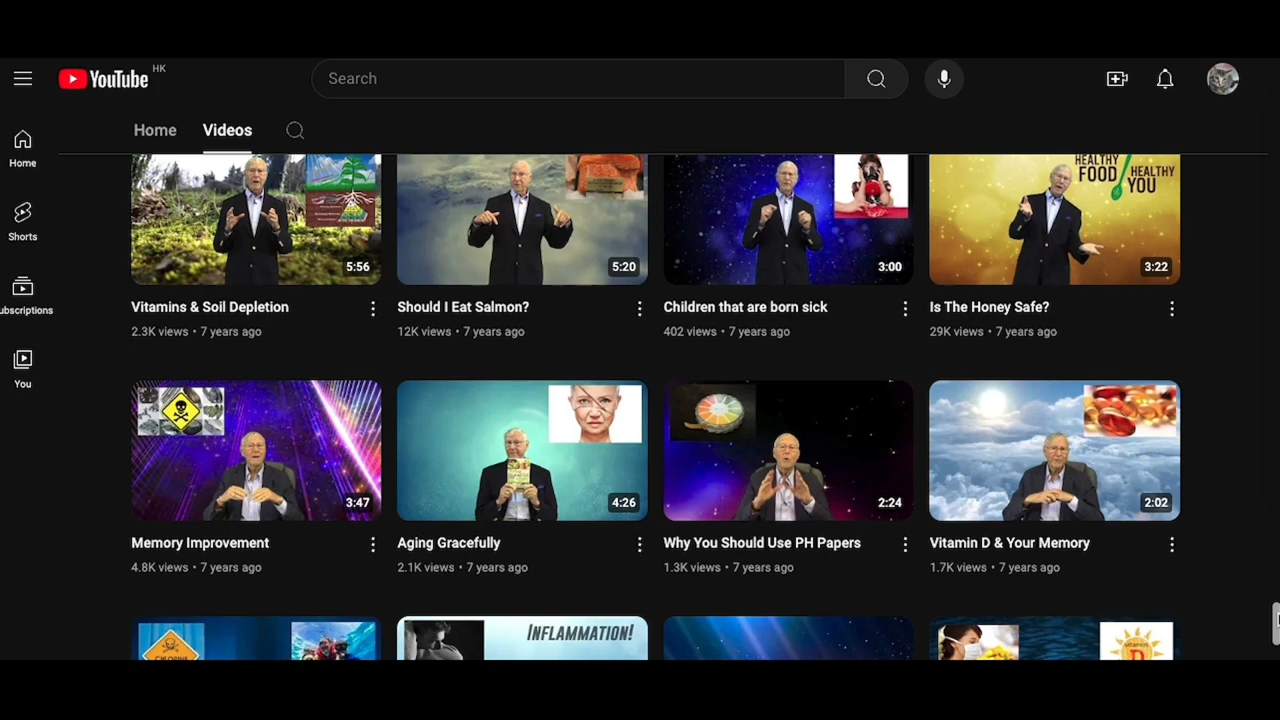 YouTube HK
Search
Home Videos
Home
Shorts
ubscriptions
You
HEALTHY
FOOD HEALTHY
YOU
5:56
5:20
3:00
3:22
Vitamins & Soil Depletion
2.3K views • 7 years ago
Should I Eat Salmon?
12K views • 7 years ago
Children that are born sick
402 views • 7 years ago
Is The Honey Safe?
29K views • 7 years ago
3:47
4:26
2:24
2:02
Memory Improvement
4.8K views • 7 years ago
Aging Gracefully
2.1K views • 7 years ago
Why You Should Use PH Papers
1.3K views • 7 years ago
Vitamin D & Your Memory
1.7K views • 7 years ago
CHLORINE
INFLAMMATION!
D